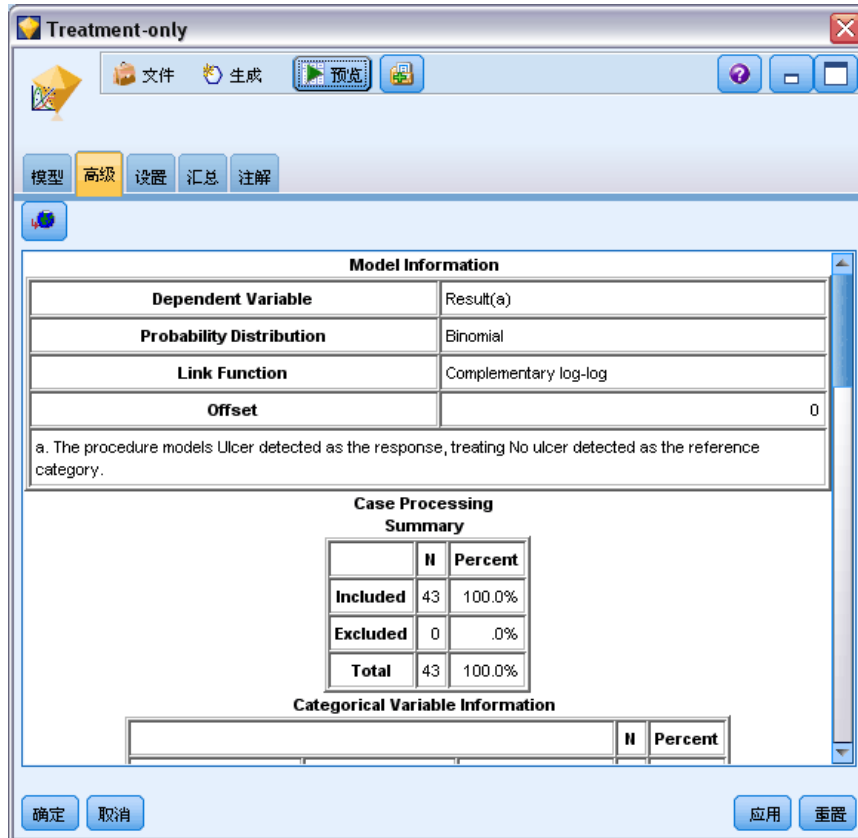 Treatment-only
文件 生成 预览
模型 高级 设置 汇总 注解
Model Information
Dependent Variable Result(a)
Probability Distribution Binomial
Link Function Complementary log-log
Offset 0
a. The procedure models Ulcer detected as the response, treating No ulcer detected as the reference
category.
Case Processing
Summary
N Percent
Included 43 100.0%
Excluded 0 .0%
Total 43 100.0%
Categorical Variable Information
N Percent
确定 取消 应用 重置